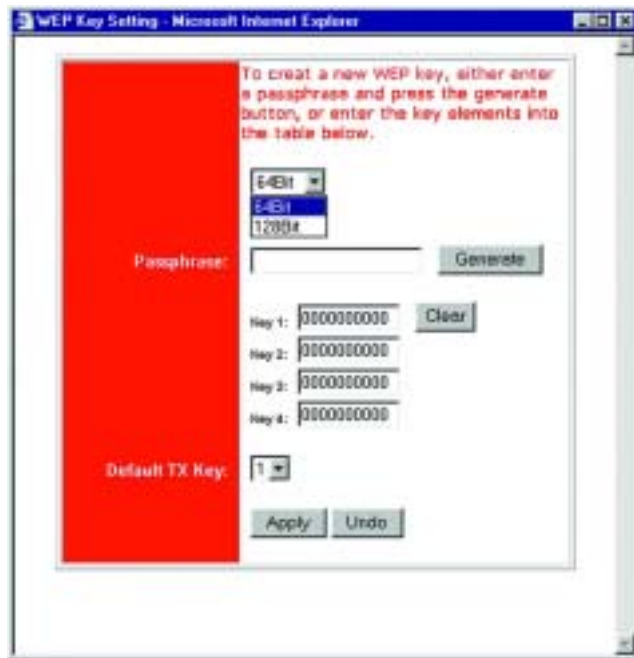 WEP Key Setting - Microsoft Internet Explorer
To creat a new WEP key, either enter
a passphrase and press the generate
button, or enter the key elements into
the table below.
64Bit
64Bit
128Bit
Passphrase: Generate
Key 1: 0000000000 Clear
Key 2: 0000000000
Key 3: 0000000000
Key 4: 0000000000
Default TX Key: 1
Apply Undo